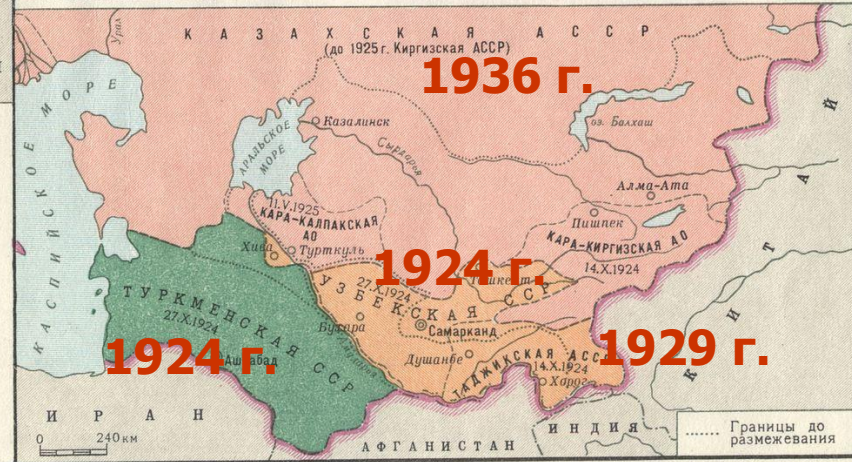 КАЗАХСКАЯ АССР
(до 1925 г. Киргизская АССР)
1936 г.
Урал
КАСПИЙСКОЕ МОРЕ
АРАЛЬСКОЕ
МОРЕ
Казалинск
Сырдарья
оз. Балхаш
Алма-Ата
Пишпек
11.V.1925
КАРА-КАЛПАКСКАЯ
АО
Турткуль
Хива
КАРА-КИРГИЗСКАЯ АО
14.X.1924
1924 г.
Ташкент
27.X.1924
УЗБЕКСКАЯ ССР
Самарканд
Бухара
ТУРКМЕНСКАЯ ССР
27.X.1924
1924 г.
Ашхабад
Душанбе
ТАДЖИКСКАЯ АССР
14.X.1924
Хорог
1929 г.
КИТАЙ
ИРАН
АФГАНИСТАН
ИНДИЯ
0 240 км
Границы до
размежевания